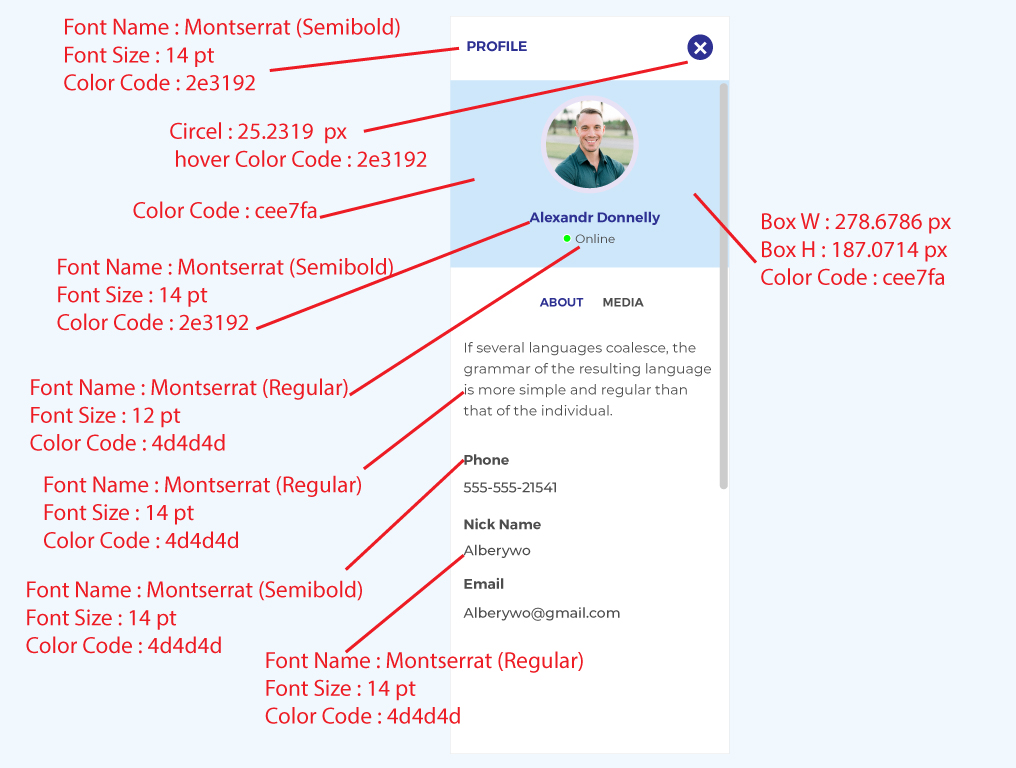 Font Name : Montserrat (Semibold)
Font Size : 14 pt
Color Code : 2e3192
PROFILE
Circel : 25.2319  px
hover Color Code : 2e3192
Color Code : cee7fa
Alexandr Donnelly
Online
Box W : 278.6786 px
Box H : 187.0714 px
Color Code : cee7fa
Font Name : Montserrat (Semibold)
Font Size : 14 pt
Color Code : 2e3192
ABOUT MEDIA
If several languages coalesce, the
grammar of the resulting language
is more simple and regular than
that of the individual.
Font Name : Montserrat (Regular)
Font Size : 12 pt
Color Code : 4d4d4d
Font Name : Montserrat (Regular)
Font Size : 14 pt
Color Code : 4d4d4d
Phone
555-555-21541
Nick Name
Alberywo
Email
Alberywo@gmail.com
Font Name : Montserrat (Semibold)
Font Size : 14 pt
Color Code : 4d4d4d
Font Name : Montserrat (Regular)
Font Size : 14 pt
Color Code : 4d4d4d